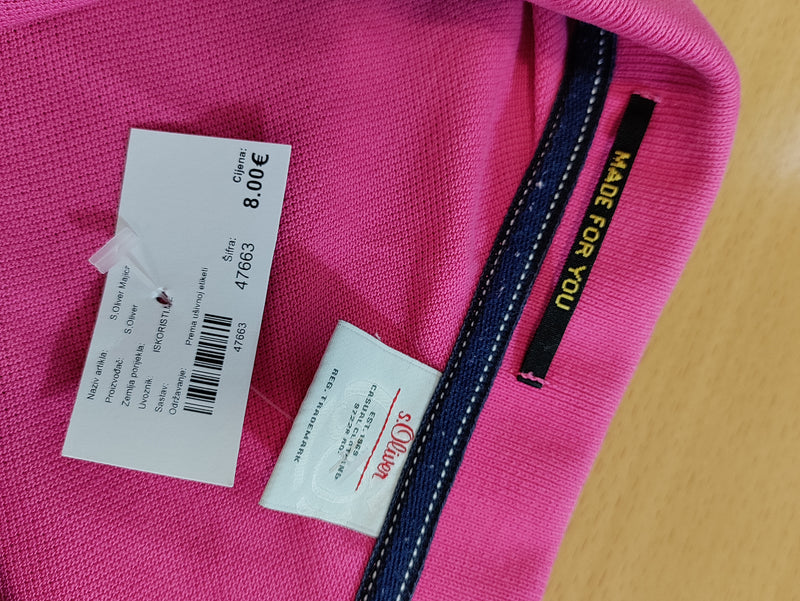 Naziv artikla:
S.Oliver Majica
Proizvođač:
S.Oliver
Zemlja porijekla:
Uvoznik:
ISKORISTI
Sastav:
Održavanje:
Prema ušivnoj etiketi
47663
Šifra:
47663
Cijena:
8.00€
s.Oliver
EST. 1969
CASUAL CLOTHING
97228 RO.
REG. TRADEMARK
MADE FOR YOU